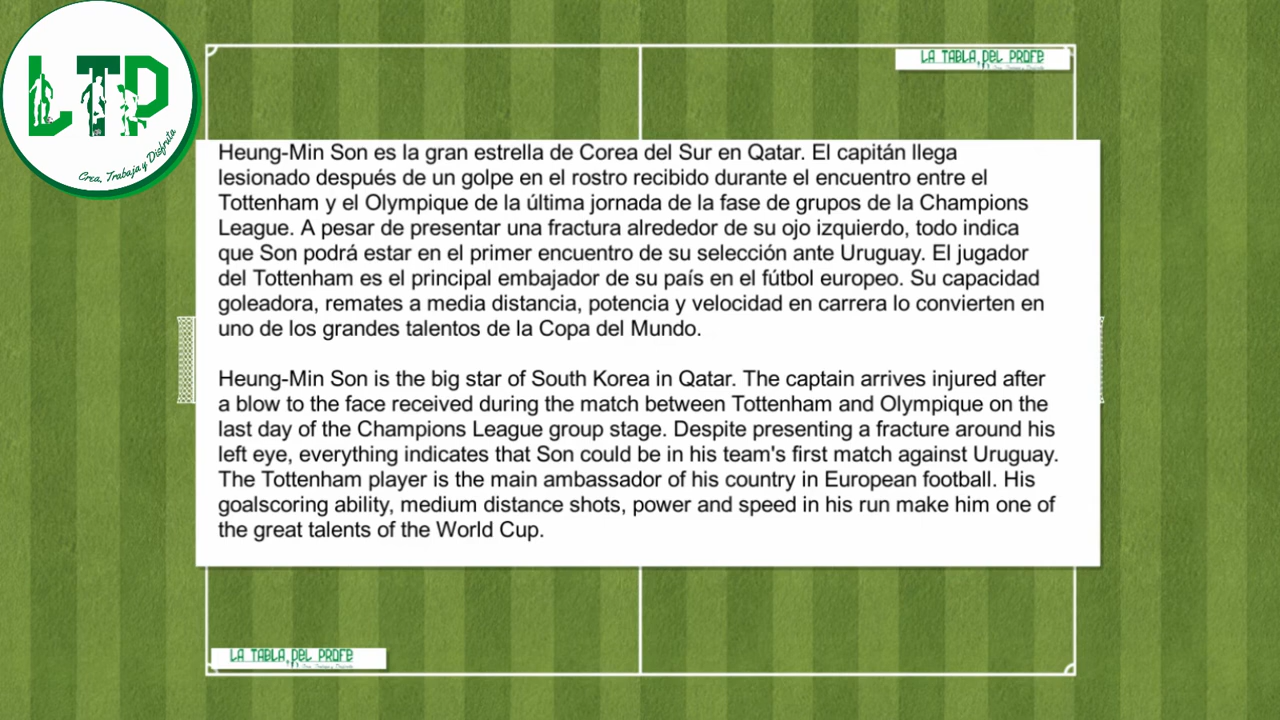 LTP
Crea, Trabaja y Disfruta
LA TABLA DEL PROFE
Heung-Min Son es la gran estrella de Corea del Sur en Qatar. El capitán llega
lesionado después de un golpe en el rostro recibido durante el encuentro entre el
Tottenham y el Olympique de la última jornada de la fase de grupos de la Champions
League. A pesar de presentar una fractura alrededor de su ojo izquierdo, todo indica
que Son podrá estar en el primer encuentro de su selección ante Uruguay. El jugador
del Tottenham es el principal embajador de su país en el fútbol europeo. Su capacidad
goleadora, remates a media distancia, potencia y velocidad en carrera lo convierten en
uno de los grandes talentos de la Copa del Mundo.
Heung-Min Son is the big star of South Korea in Qatar. The captain arrives injured after
a blow to the face received during the match between Tottenham and Olympique on the
last day of the Champions League group stage. Despite presenting a fracture around his
left eye, everything indicates that Son could be in his team's first match against Uruguay.
The Tottenham player is the main ambassador of his country in European football. His
goalscoring ability, medium distance shots, power and speed in his run make him one of
the great talents of the World Cup.
LA TABLA DEL PROFE